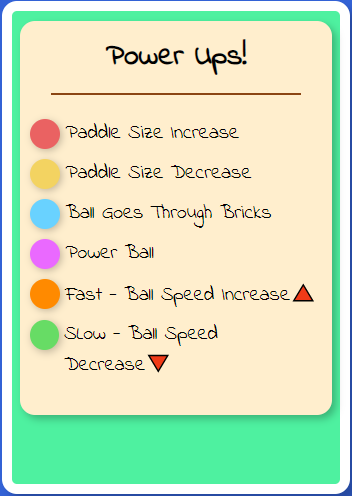 Power Ups!
Paddle Size Increase
Paddle Size Decrease
Ball Goes Through Bricks
Power Ball
Fast - Ball Speed Increase
Slow - Ball Speed
Decrease